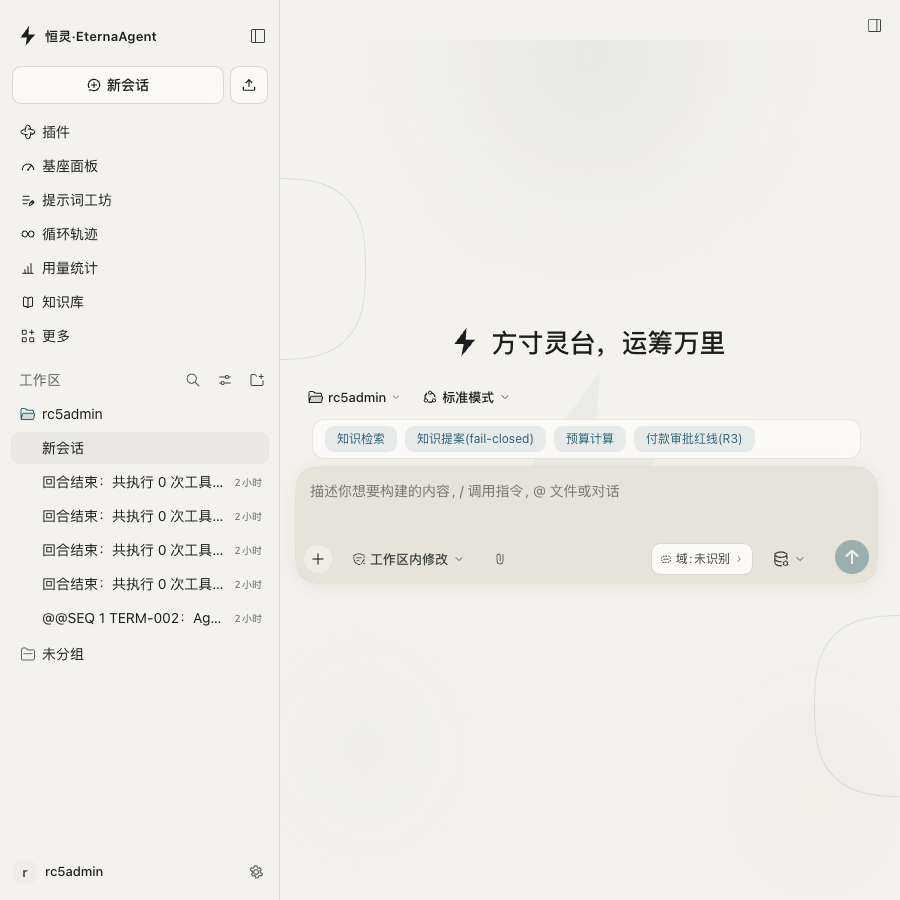 恒灵·EternaAgent
新会话
插件
基座面板
提示词工坊
循环轨迹
用量统计
知识库
更多
工作区
rc5admin
新会话
回合结束：共执行 0 次工具... 2小时
回合结束：共执行 0 次工具... 2小时
回合结束：共执行 0 次工具... 2小时
回合结束：共执行 0 次工具... 2小时
@@SEQ 1 TERM-002：Ag... 2小时
未分组
r rc5admin
方寸灵台，运筹万里
rc5admin 标准模式
知识检索 知识提案(fail-closed) 预算计算 付款审批红线(R3)
描述你想要构建的内容, / 调用指令, @ 文件或对话
工作区内修改 域:未识别